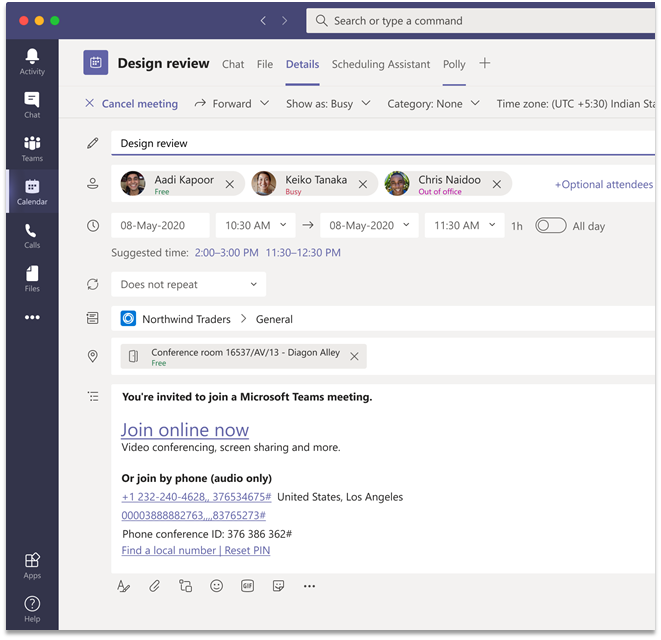 Search or type a command
Activity
Chat
Teams
Calendar
Calls
Files
Apps
Help
Design review Chat File Details Scheduling Assistant Polly
Cancel meeting Forward Show as: Busy Category: None Time zone: (UTC +5:30) Indian Sta
Design review
Aadi Kapoor Keiko Tanaka Chris Naidoo +Optional attendees
Free Busy Out of office
08-May-2020 10:30 AM 08-May-2020 11:30 AM 1h All day
Suggested time: 2:00–3:00 PM 11:30–12:30 PM
Does not repeat
Northwind Traders > General
Conference room 16537/AV/13 - Diagon Alley
Free
You're invited to join a Microsoft Teams meeting.
Join online now
Video conferencing, screen sharing and more.
Or join by phone (audio only)
+1 232-240-4628,, 376534675# United States, Los Angeles
00003888882763,,,,83765273#
Phone conference ID: 376 386 362#
Find a local number | Reset PIN
GIF